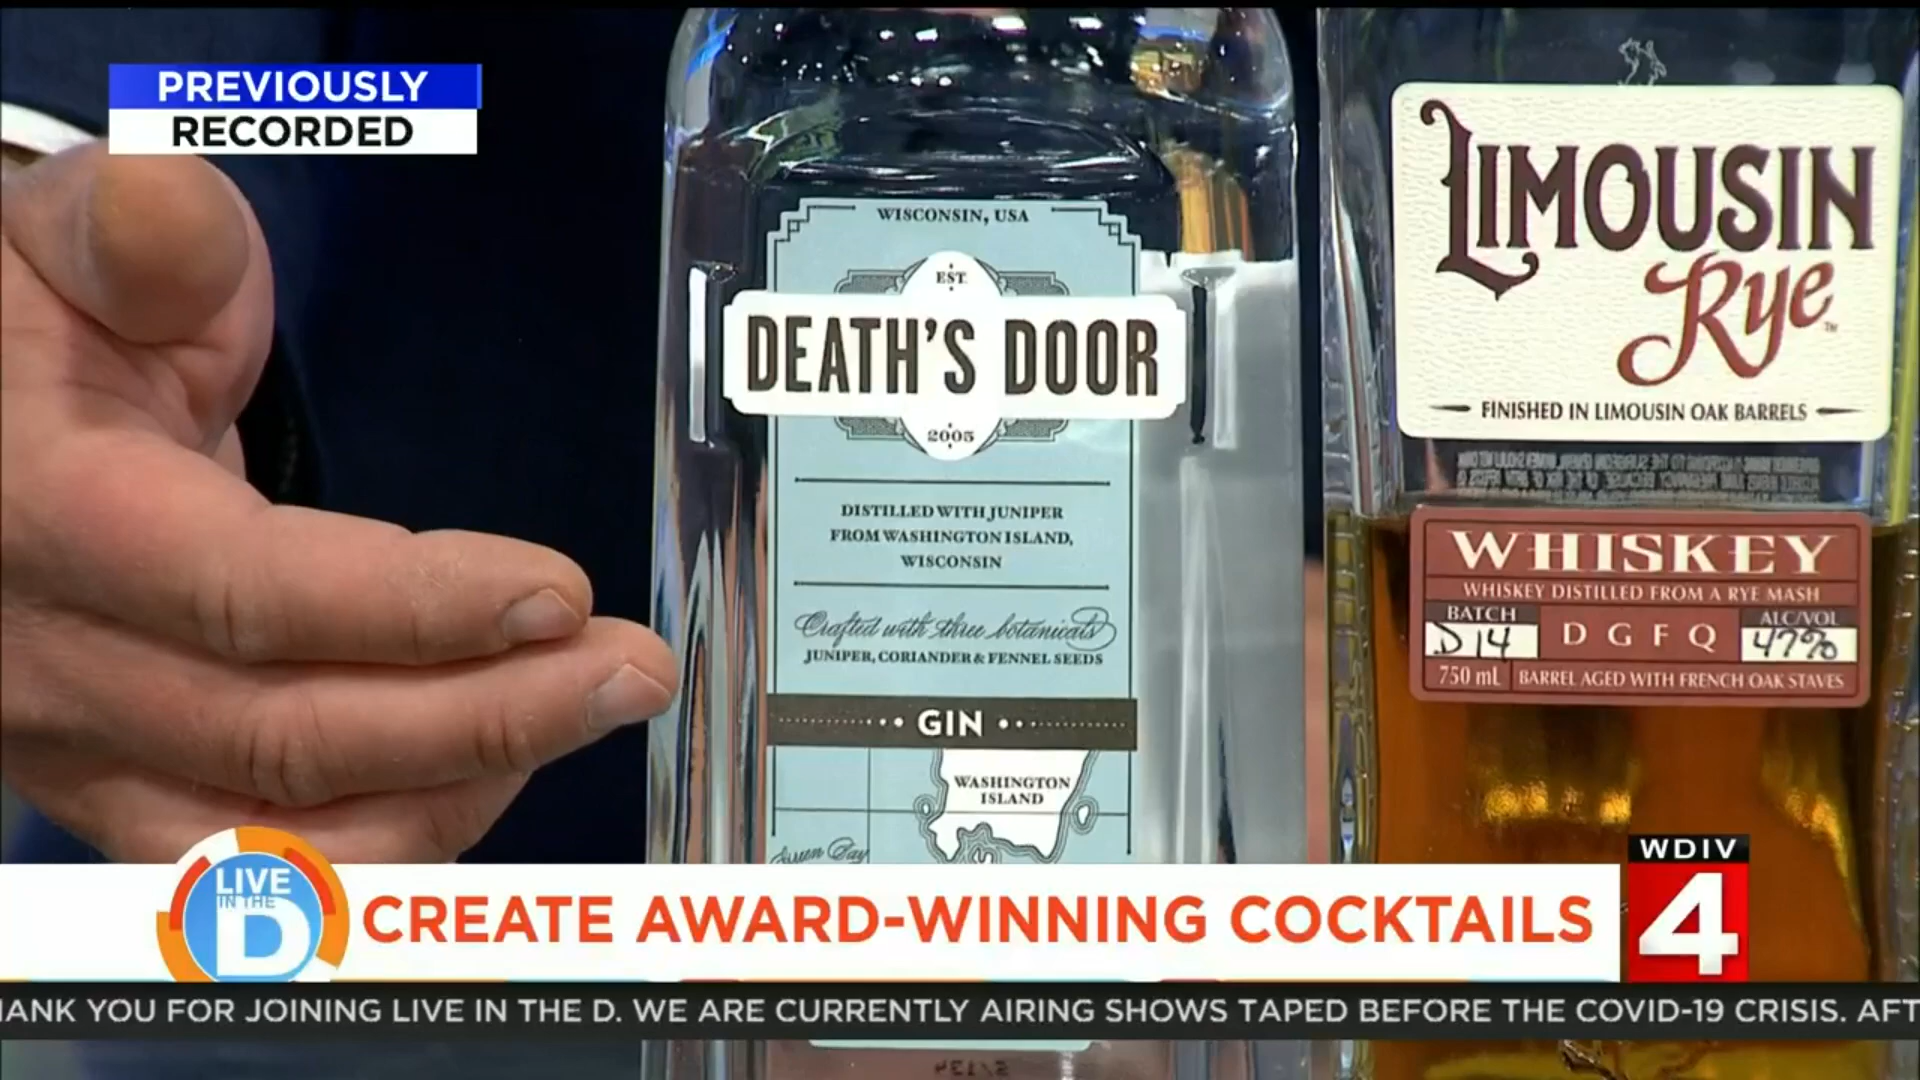 PREVIOUSLY
RECORDED
WISCONSIN, USA
EST.
DEATH'S DOOR
2005
DISTILLED WITH JUNIPER
FROM WASHINGTON ISLAND,
WISCONSIN
Crafted with three botanicals
JUNIPER, CORIANDER & FENNEL SEEDS
GIN
WASHINGTON
ISLAND
Green Bay
LIMOUSIN
Rye™
FINISHED IN LIMOUSIN OAK BARRELS
WHISKEY
WHISKEY DISTILLED FROM A RYE MASH
BATCH
D14
D G F Q
ALC/VOL
47%
750 mL
BARREL AGED WITH FRENCH OAK STAVES
LIVE
IN THE
D
CREATE AWARD-WINNING COCKTAILS
WDIV
4
HANK YOU FOR JOINING LIVE IN THE D. WE ARE CURRENTLY AIRING SHOWS TAPED BEFORE THE COVID-19 CRISIS. AFT